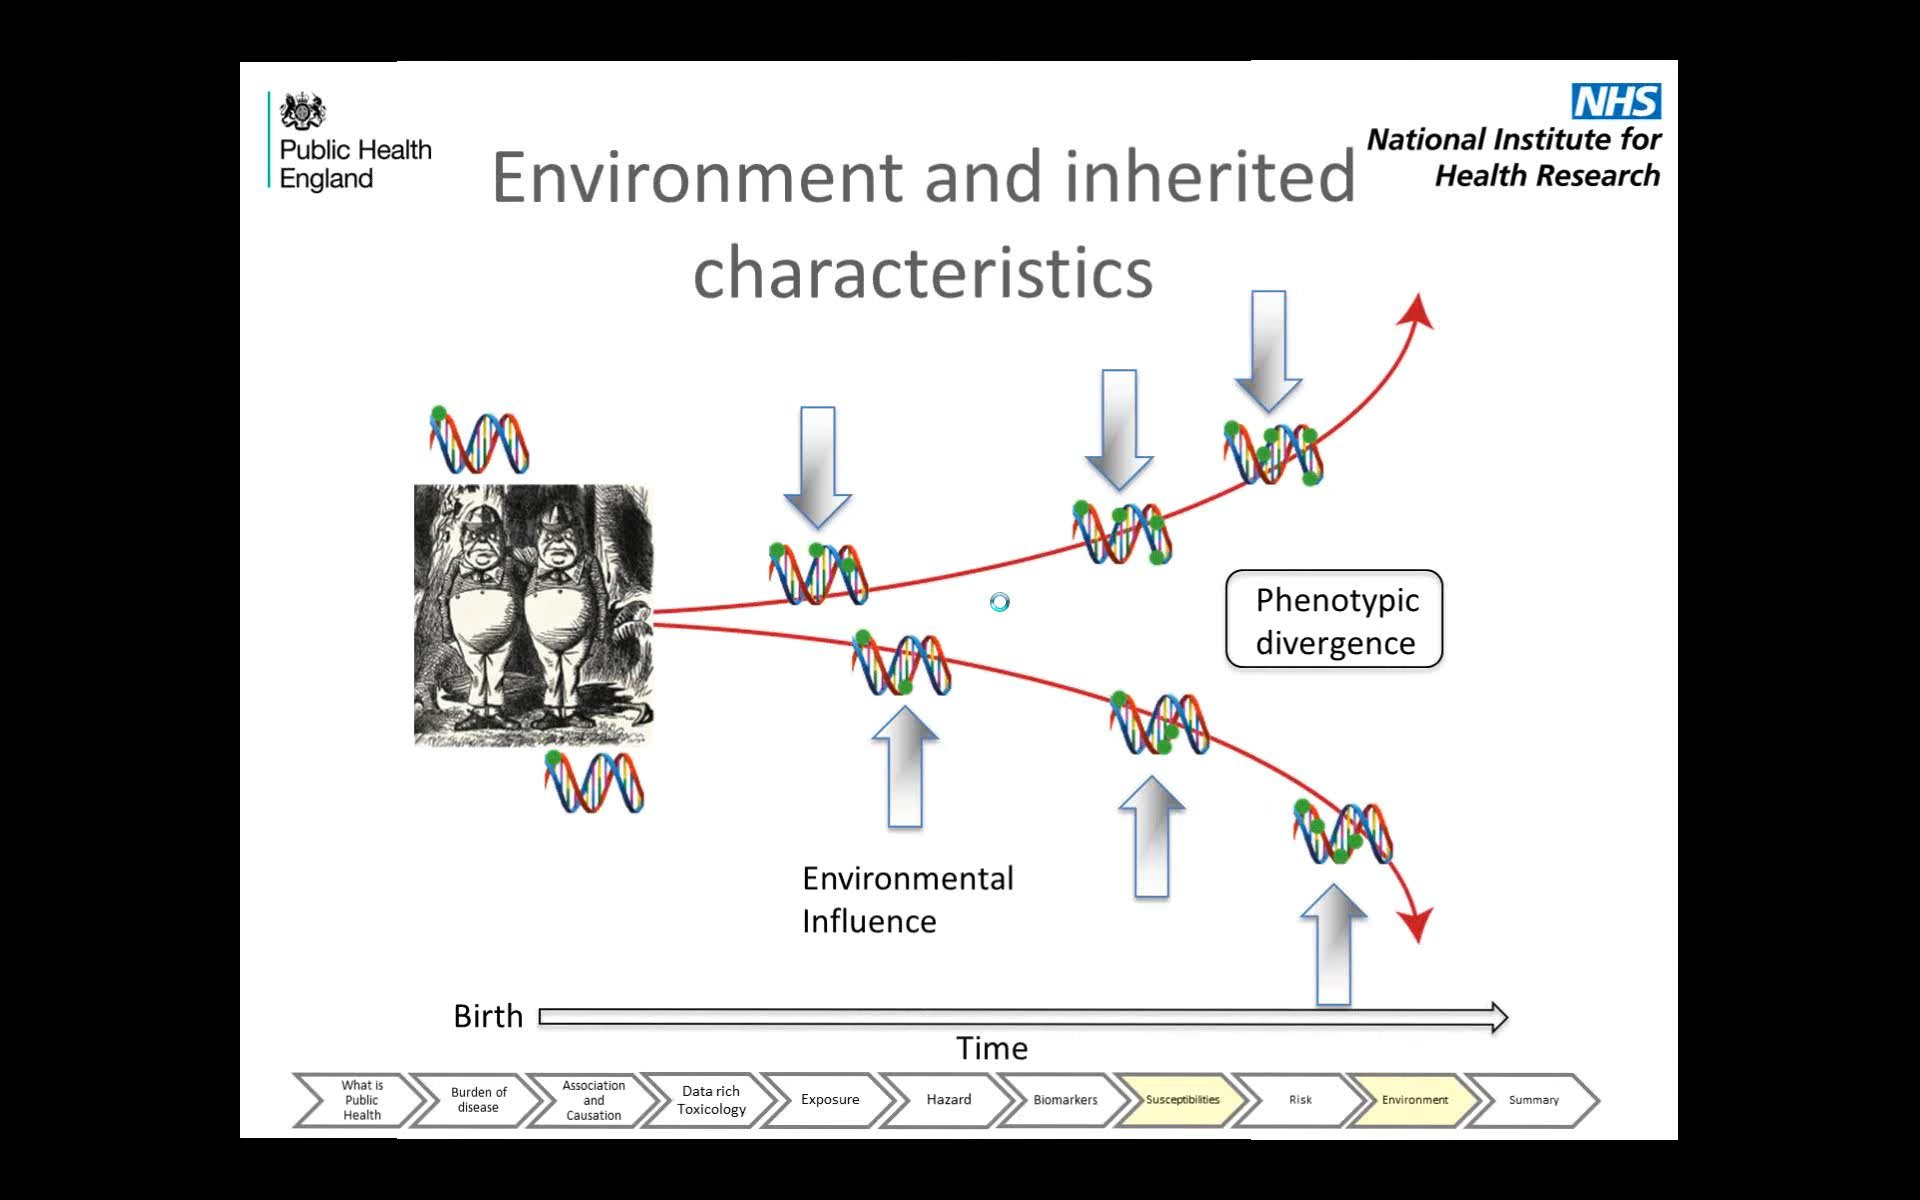 Public Health
England
NHS
National Institute for
Health Research
Environment and inherited
characteristics
Phenotypic
divergence
Environmental
Influence
Birth
Time
What is
Public
Health
Burden of
disease
Association
and
Causation
Data rich
Toxicology
Exposure
Hazard
Biomarkers
Susceptibilities
Risk
Environment
Summary